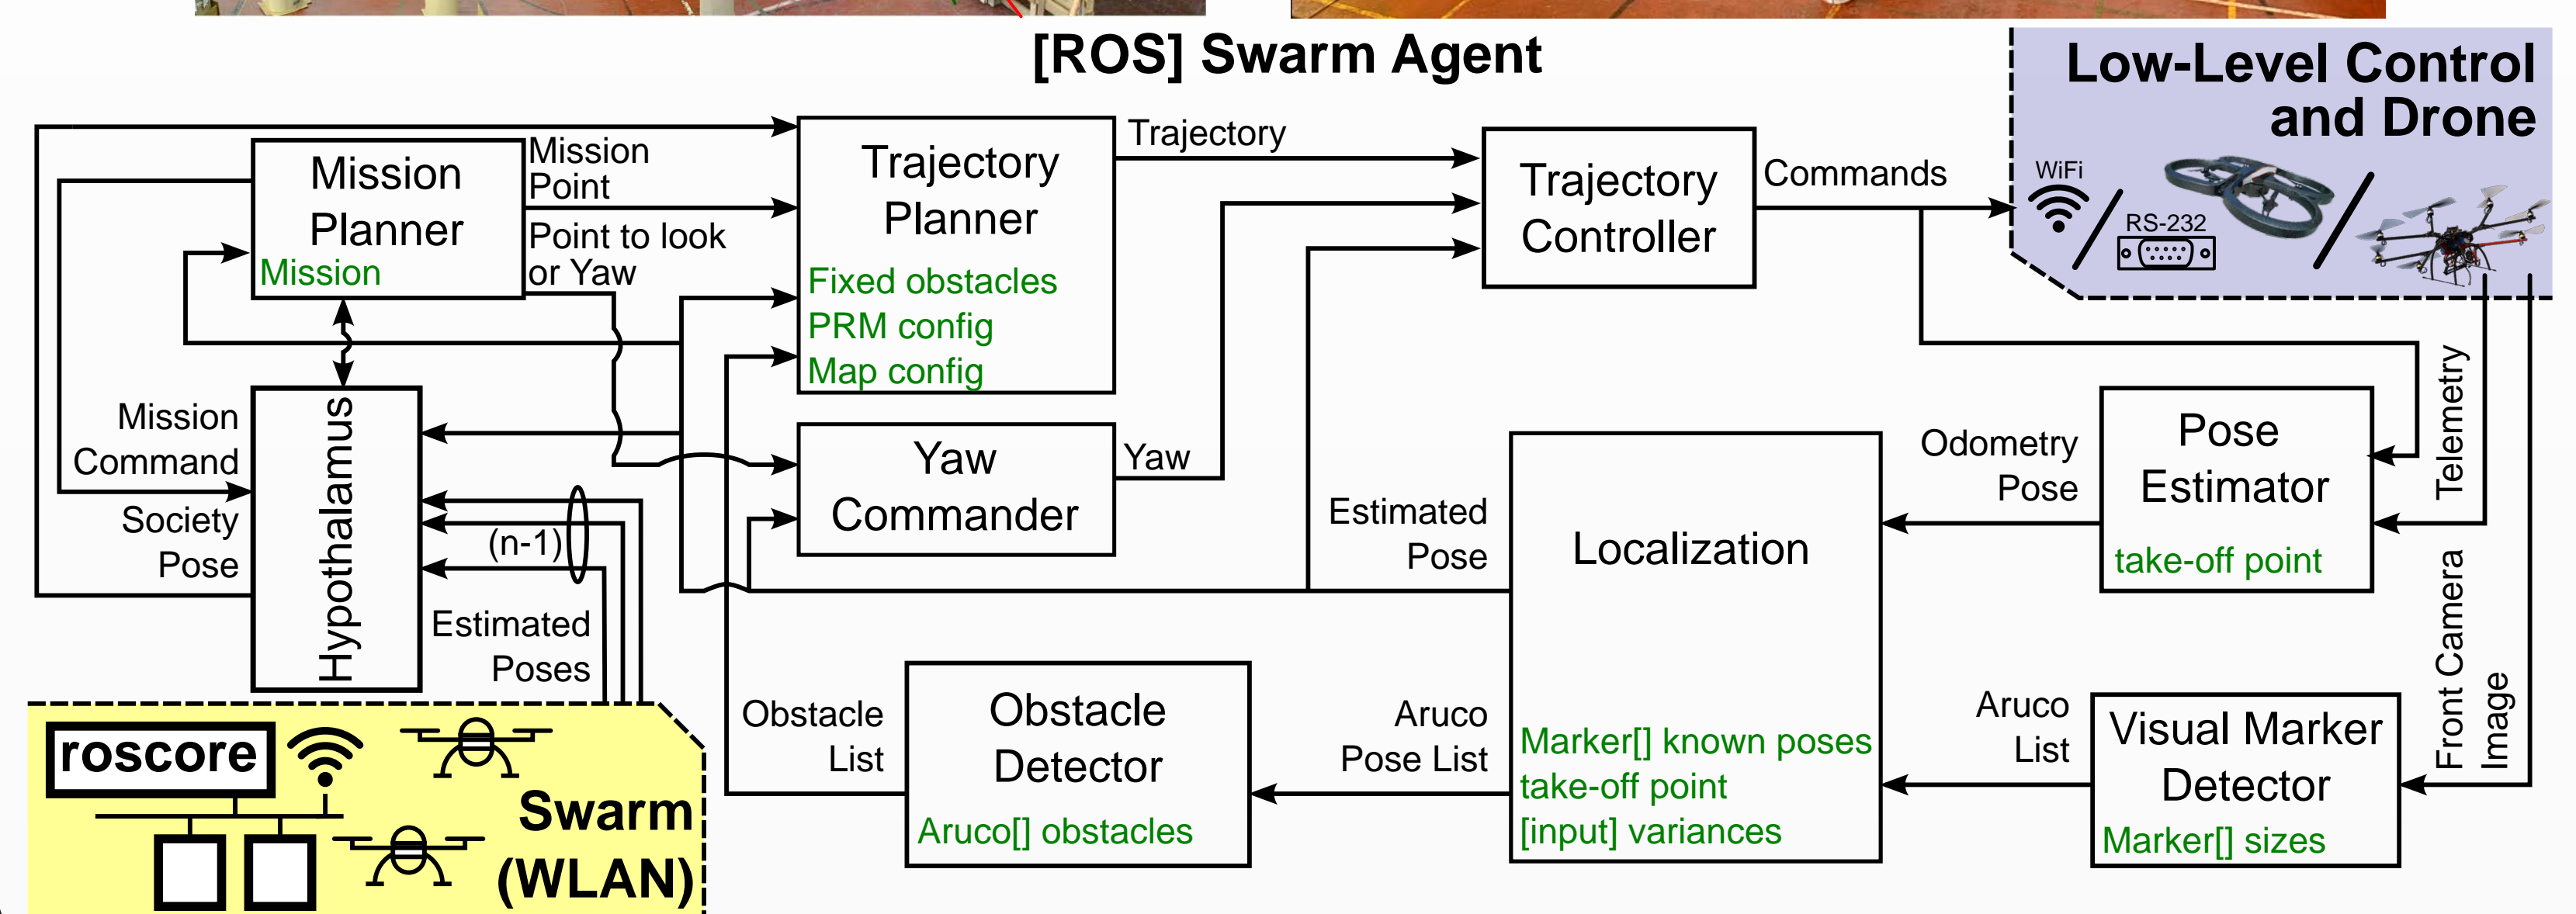 [ROS] Swarm Agent
Low-Level Control
and Drone
WiFi
RS-232
Mission
Planner
Mission
Mission
Point
Point to look
or Yaw
Trajectory
Planner
Fixed obstacles
PRM config
Map config
Trajectory
Trajectory
Controller
Commands
Mission
Command
Society
Pose
Hypothalamus
(n-1)
Estimated
Poses
Yaw
Commander
Yaw
Estimated
Pose
Localization
Marker[] known poses
take-off point
[input] variances
Odometry
Pose
Pose
Estimator
take-off point
Telemetry
Front Camera
Image
Obstacle
List
Obstacle
Detector
Aruco[] obstacles
Aruco
Pose List
Aruco
List
Visual Marker
Detector
Marker[] sizes
roscore
Swarm
(WLAN)